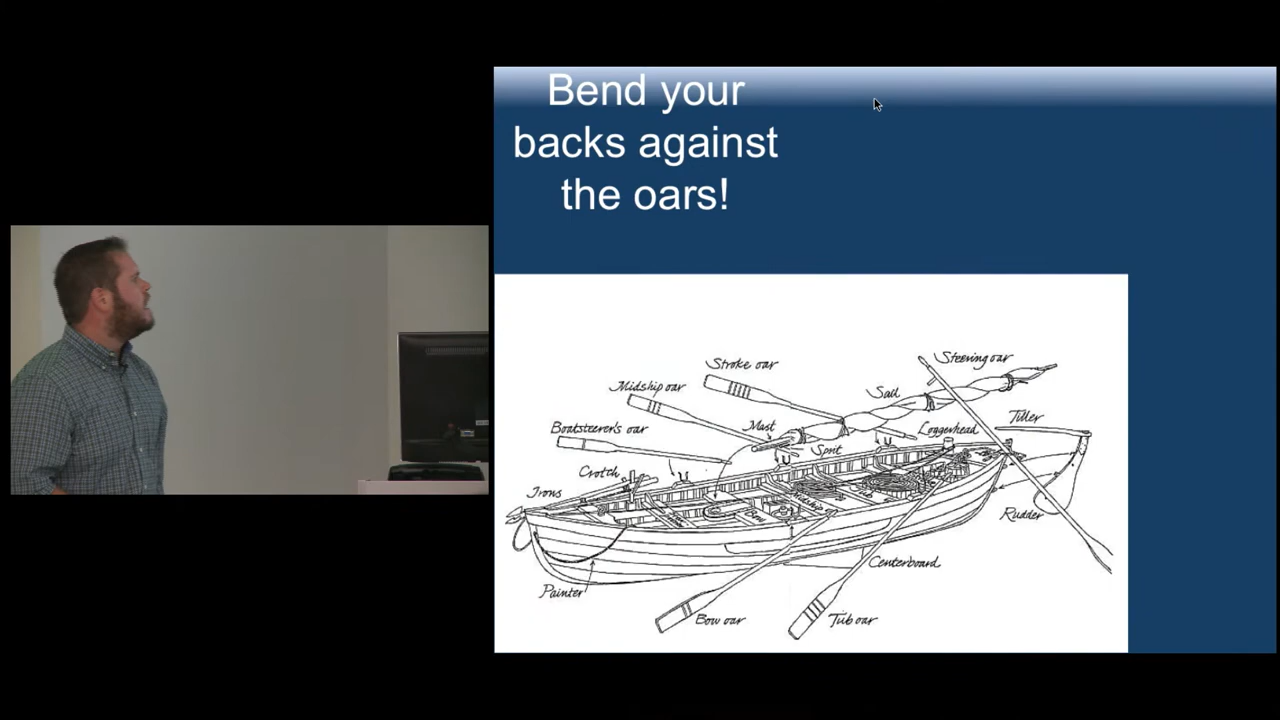 Bend your
backs against
the oars!
Steering oar
Stroke oar
Midship oar
Sail
Tiller
Boatsteerer's oar
Mast
Loggerhead
Sprit
Crotch
Irons
Rudder
Centerboard
Painter
Bow oar
Tub oar